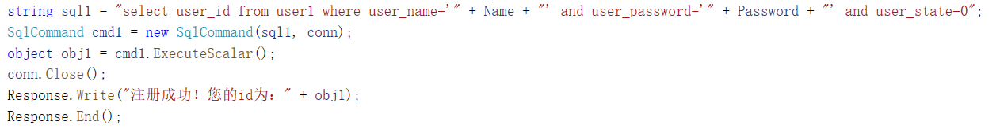 string sql1 = "select user_id from user1 where user_name='" + Name + "' and user_password='" + Password + "' and user_state=0";
SqlCommand cmd1 = new SqlCommand(sql1, conn);
object obj1 = cmd1.ExecuteScalar();
conn.Close();
Response.Write("注册成功！您的id为：" + obj1);
Response.End();